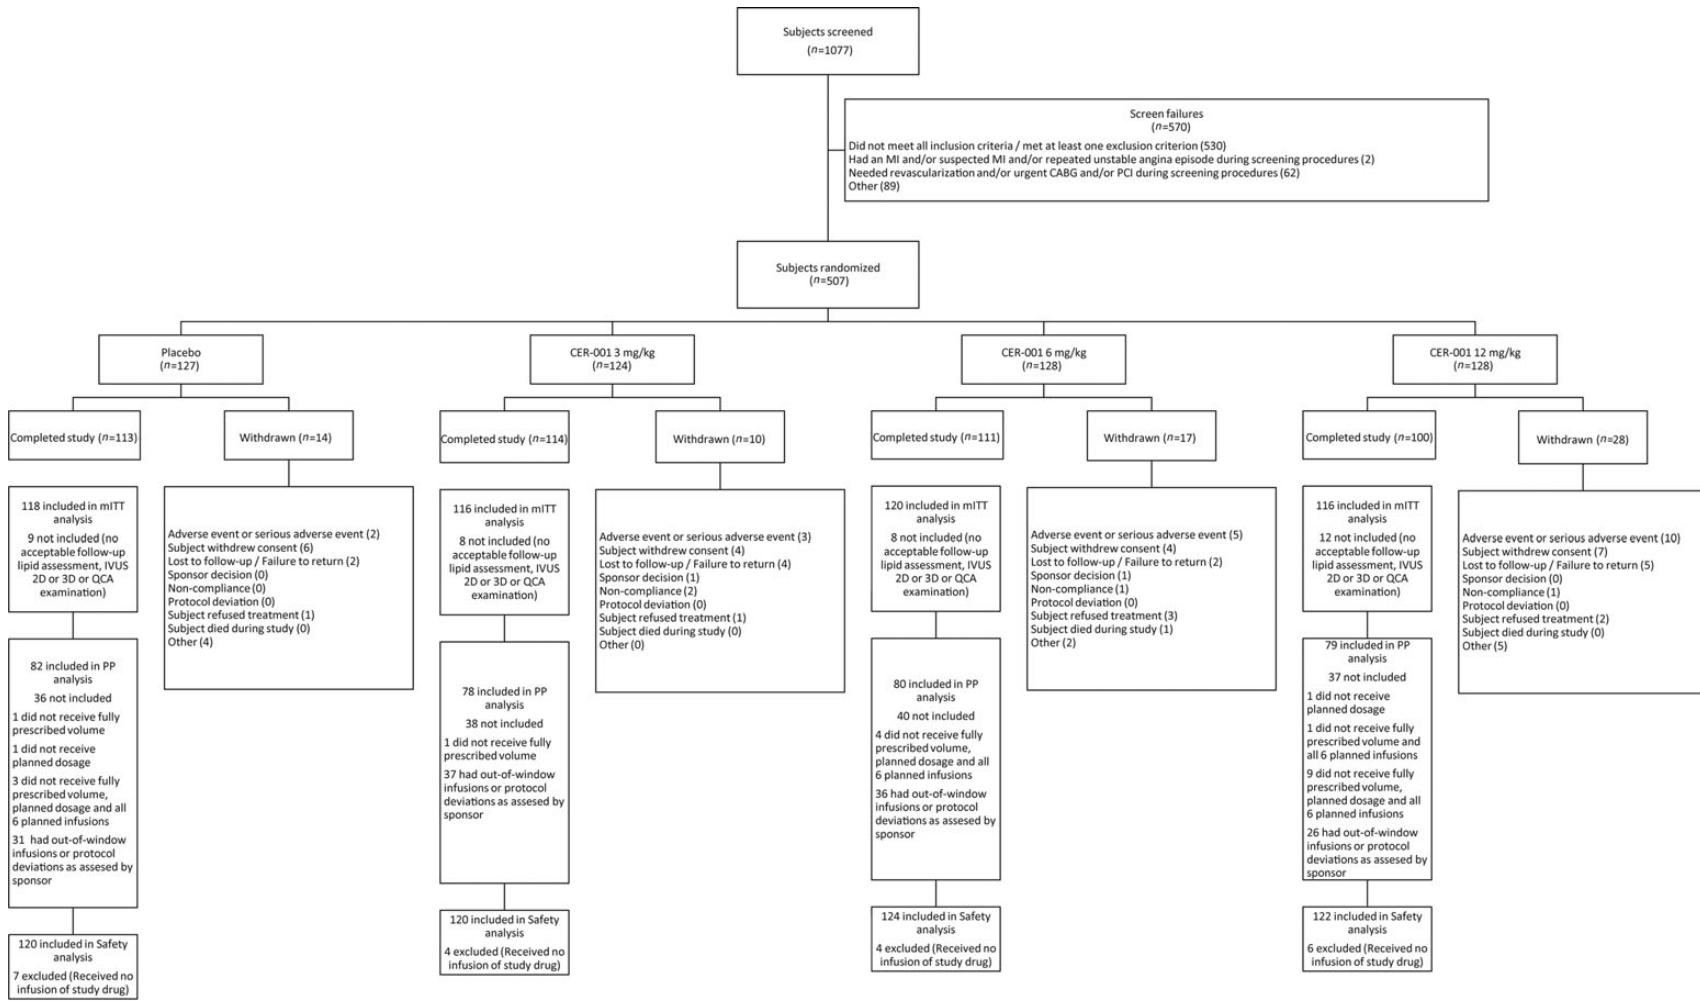 Subjects screened
(n=1077)
Screen failures
(n=570)
Did not meet all inclusion criteria / met at least one exclusion criterion (530)
Had an MI and/or suspected MI and/or repeated unstable angina episode during screening procedures (2)
Needed revascularization and/or urgent CABG and/or PCI during screening procedures (62)
Other (89)
Subjects randomized
(n=507)
Placebo
(n=127)
Completed study (n=113)
Withdrawn (n=14)
118 included in mITT
analysis
9 not included (no
acceptable follow-up
lipid assessment, IVUS
2D or 3D or QCA
examination)
Adverse event or serious adverse event (2)
Subject withdrew consent (6)
Lost to follow-up / Failure to return (2)
Sponsor decision (0)
Non-compliance (0)
Protocol deviation (0)
Subject refused treatment (1)
Subject died during study (0)
Other (4)
82 included in PP
analysis
36 not included
1 did not receive fully
prescribed volume
1 did not receive
planned dosage
3 did not receive fully
prescribed volume,
planned dosage and all
6 planned infusions
31 had out-of-window
infusions or protocol
deviations as assesed by
sponsor
120 included in Safety
analysis
7 excluded (Received no
infusion of study drug)
CER-001 3 mg/kg
(n=124)
Completed study (n=114)
Withdrawn (n=10)
116 included in mITT
analysis
8 not included (no
acceptable follow-up
lipid assessment, IVUS
2D or 3D or QCA
examination)
Adverse event or serious adverse event (3)
Subject withdrew consent (4)
Lost to follow-up / Failure to return (4)
Sponsor decision (1)
Non-compliance (2)
Protocol deviation (0)
Subject refused treatment (1)
Subject died during study (0)
Other (0)
78 included in PP
analysis
38 not included
1 did not receive fully
prescribed volume
37 had out-of-window
infusions or protocol
deviations as assesed by
sponsor
120 included in Safety
analysis
4 excluded (Received no
infusion of study drug)
CER-001 6 mg/kg
(n=128)
Completed study (n=111)
Withdrawn (n=17)
120 included in mITT
analysis
8 not included (no
acceptable follow-up
lipid assessment, IVUS
2D or 3D or QCA
examination)
Adverse event or serious adverse event (5)
Subject withdrew consent (4)
Lost to follow-up / Failure to return (2)
Sponsor decision (1)
Non-compliance (1)
Protocol deviation (0)
Subject refused treatment (3)
Subject died during study (1)
Other (2)
80 included in PP
analysis
40 not included
4 did not receive fully
prescribed volume,
planned dosage and all
6 planned infusions
36 had out-of-window
infusions or protocol
deviations as assesed by
sponsor
124 included in Safety
analysis
4 excluded (Received no
infusion of study drug)
CER-001 12 mg/kg
(n=128)
Completed study (n=100)
Withdrawn (n=28)
116 included in mITT
analysis
12 not included (no
acceptable follow-up
lipid assessment, IVUS
2D or 3D or QCA
examination)
Adverse event or serious adverse event (10)
Subject withdrew consent (7)
Lost to follow-up / Failure to return (5)
Sponsor decision (0)
Non-compliance (1)
Protocol deviation (0)
Subject refused treatment (2)
Subject died during study (0)
Other (5)
79 included in PP
analysis
37 not included
1 did not receive
planned dosage
1 did not receive fully
prescribed volume and
all 6 planned infusions
9 did not receive fully
prescribed volume,
planned dosage and all
6 planned infusions
26 had out-of-window
infusions or protocol
deviations as assesed by
sponsor
122 included in Safety
analysis
6 excluded (Received no
infusion of study drug)